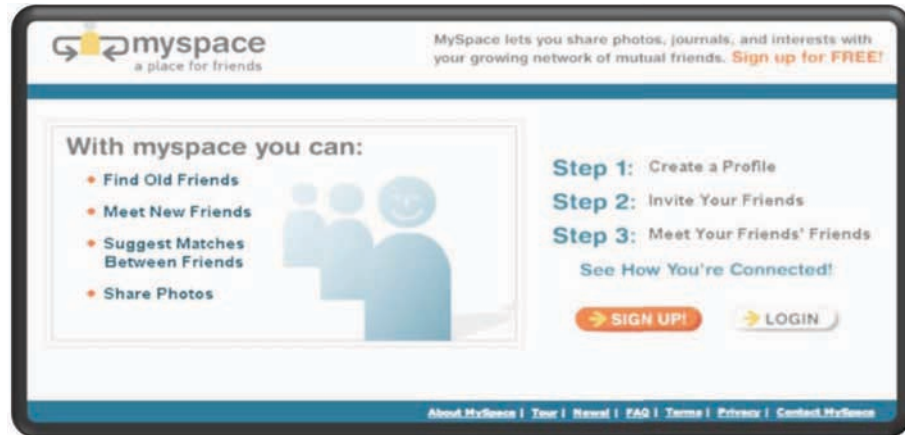 myspace
a place for friends
MySpace lets you share photos, journals, and interests with
your growing network of mutual friends. Sign up for FREE!
With myspace you can:
Find Old Friends
Meet New Friends
Suggest Matches
Between Friends
Share Photos
Step 1: Create a Profile
Step 2: Invite Your Friends
Step 3: Meet Your Friends' Friends
See How You're Connected!
SIGN UP!
LOGIN
About MySpace | Tour | News! | FAQ | Terms | Privacy | Contact MySpace